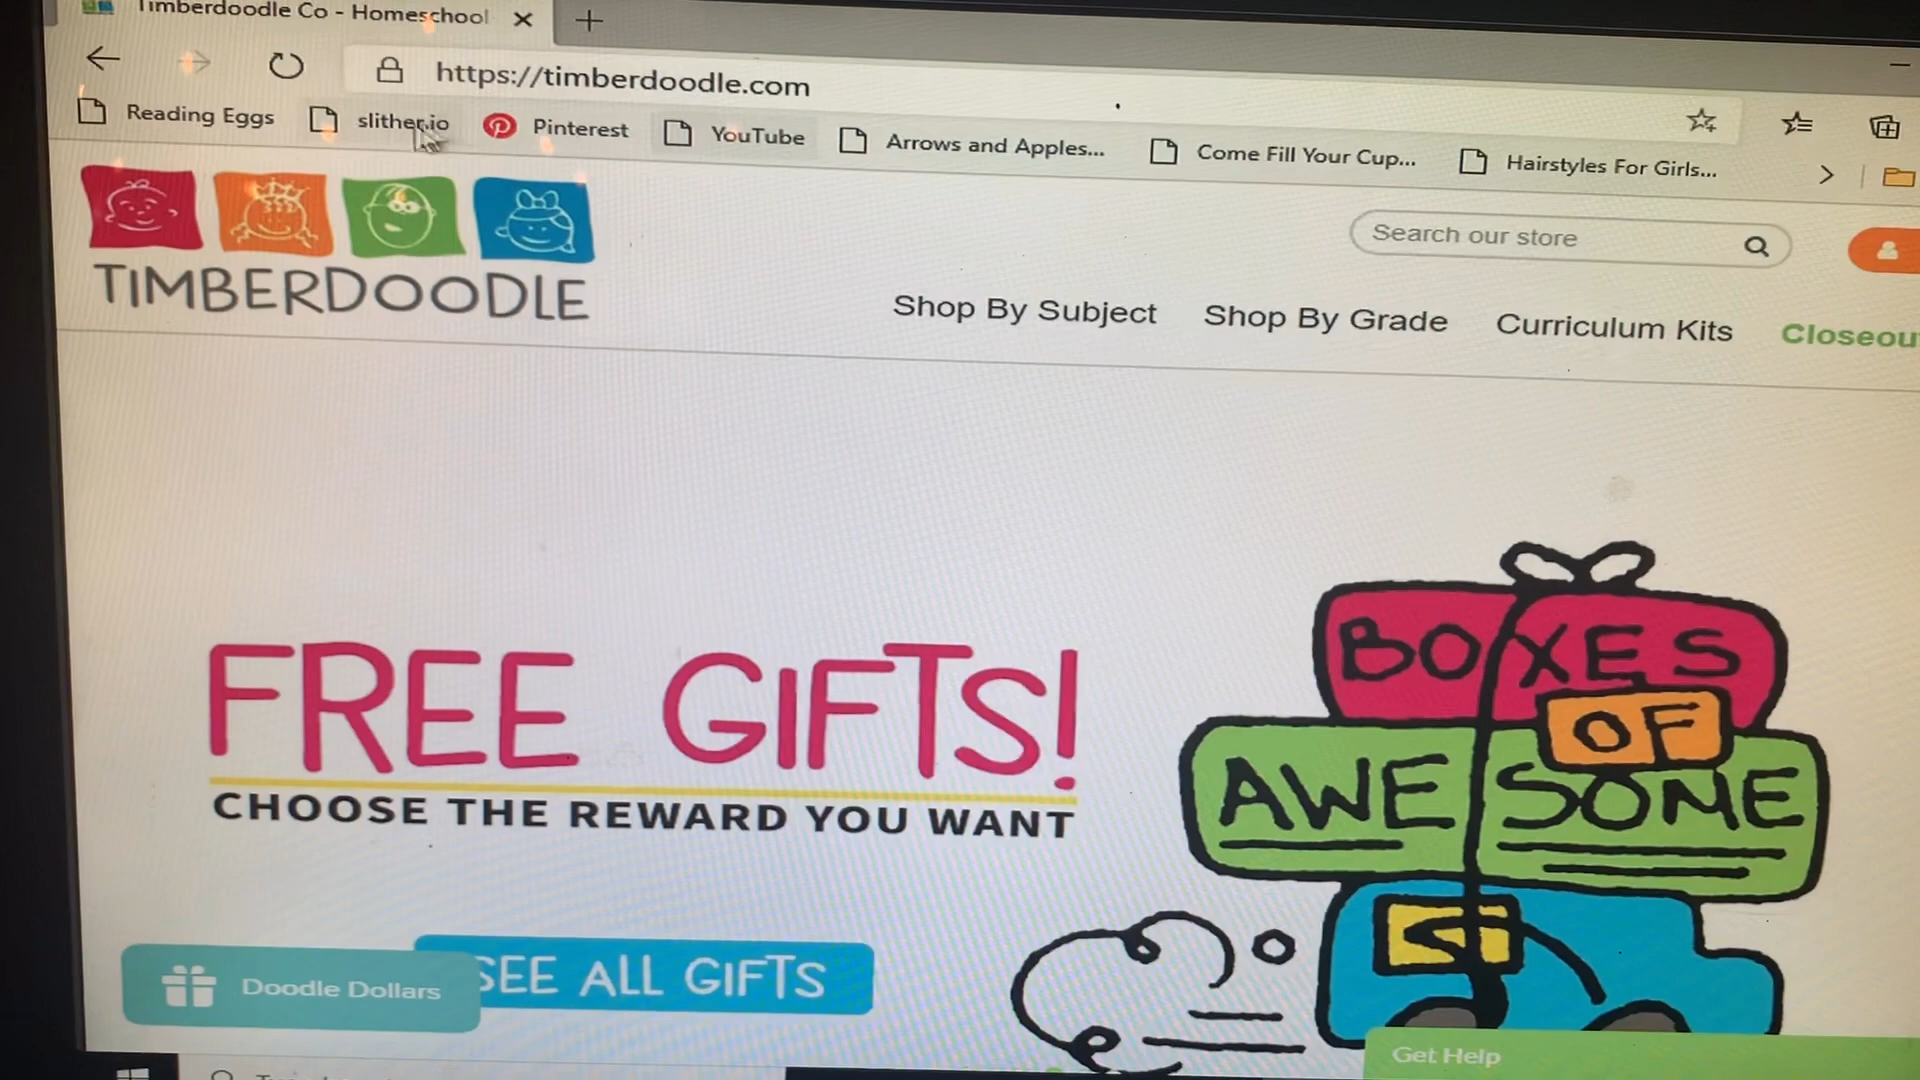 Timberdoodle Co - Homeschool
https://timberdoodle.com
Reading Eggs slither.io Pinterest YouTube Arrows and Apples... Come Fill Your Cup... Hairstyles For Girls...
TIMBERDOODLE
Search our store
Shop By Subject Shop By Grade Curriculum Kits Closeou
FREE GIFTS!
CHOOSE THE REWARD YOU WANT
BOXES
OF
AWESOME
SEE ALL GIFTS
Doodle Dollars
Get Help